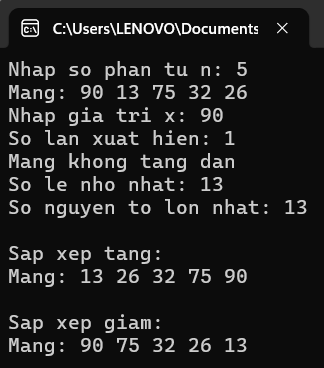 C:\Users\LENOVO\Documents
Nhap so phan tu n: 5
Mang: 90 13 75 32 26
Nhap gia tri x: 90
So lan xuat hien: 1
Mang khong tang dan
So le nho nhat: 13
So nguyen to lon nhat: 13
Sap xep tang:
Mang: 13 26 32 75 90
Sap xep giam:
Mang: 90 75 32 26 13